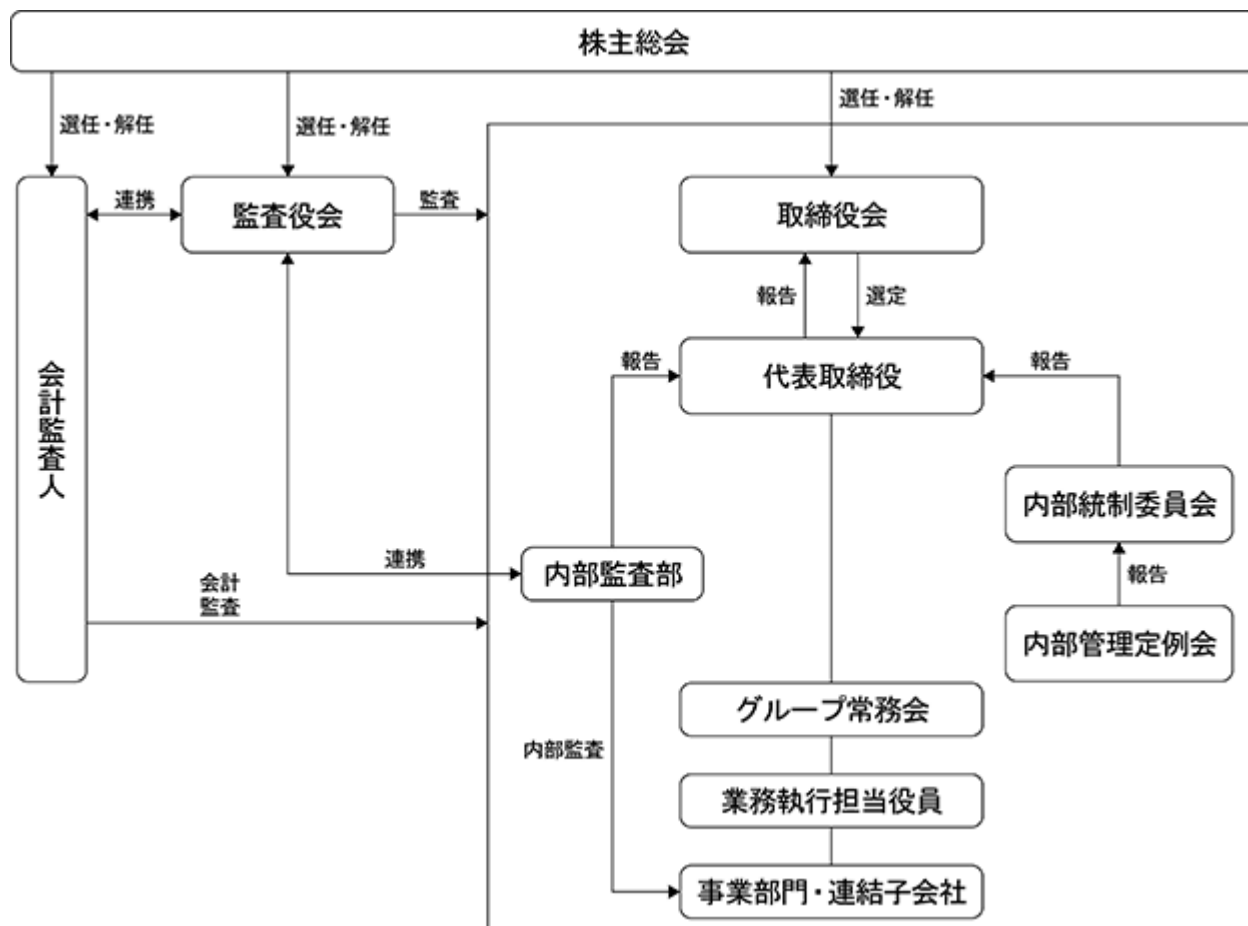 株主総会
選任・解任
選任・解任
選任・解任
会計監査人
連携
監査役会
監査
取締役会
報告
選定
報告
代表取締役
報告
内部統制委員会
連携
内部監査部
報告
会計
監査
内部管理定例会
グループ常務会
内部監査
業務執行担当役員
事業部門・連結子会社